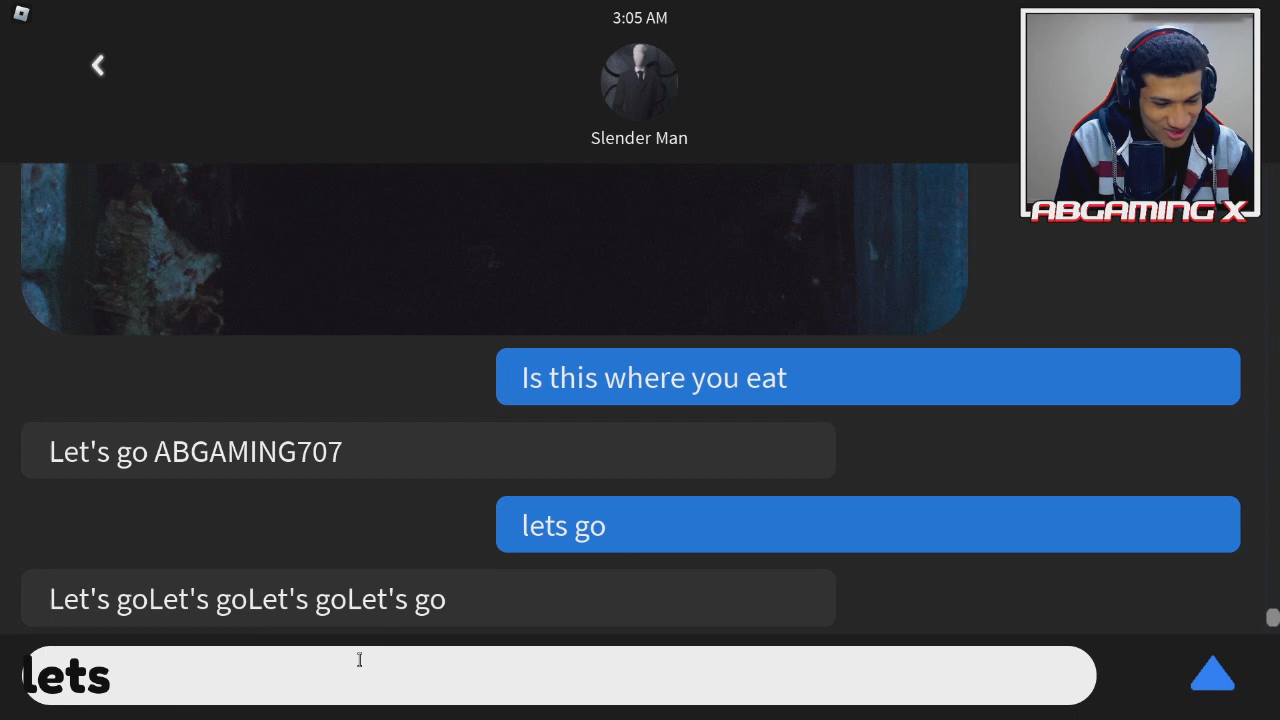 3:05 AM
Slender Man
ABGAMING X
Is this where you eat
Let's go ABGAMING707
lets go
Let's goLet's goLet's goLet's go
lets